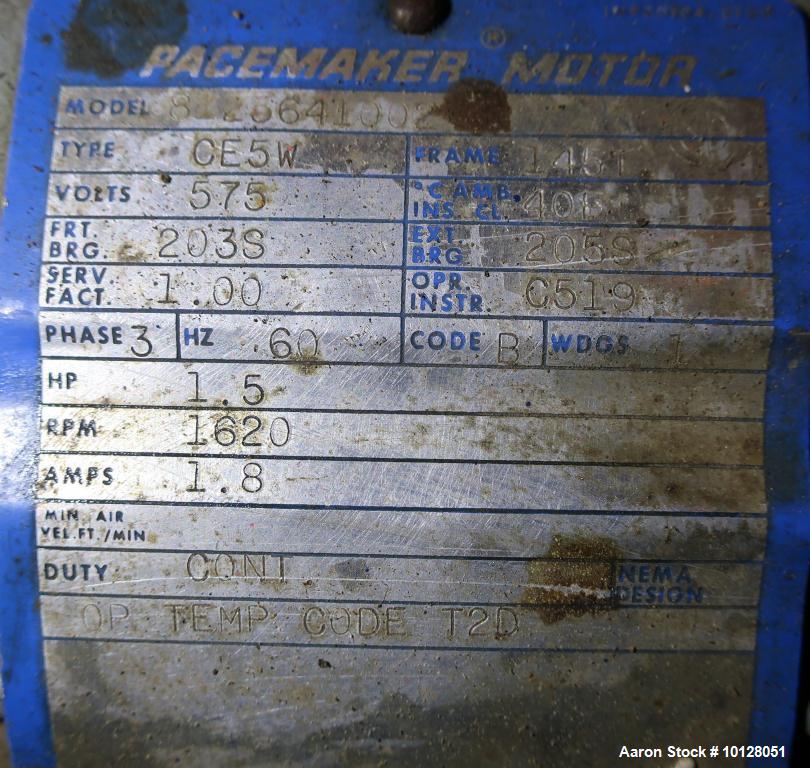 PACEMAKER® MOTOR
MODEL
TYPE CE5W FRAME 145T
VOLTS 575 °C AMB. INS. CL. 40
FRT. BRG. 203S EXT. BRG 205S
SERV. FACT. 1.00 OPR. INSTR. C519
PHASE 3 HZ 60 CODE B WDGS 1
HP 1.5
RPM 1620
AMPS 1.8
MIN. AIR
VEL.FT./MIN
DUTY CONT NEMA DESIGN
OP TEMP CODE T2D
Aaron Stock # 10128051